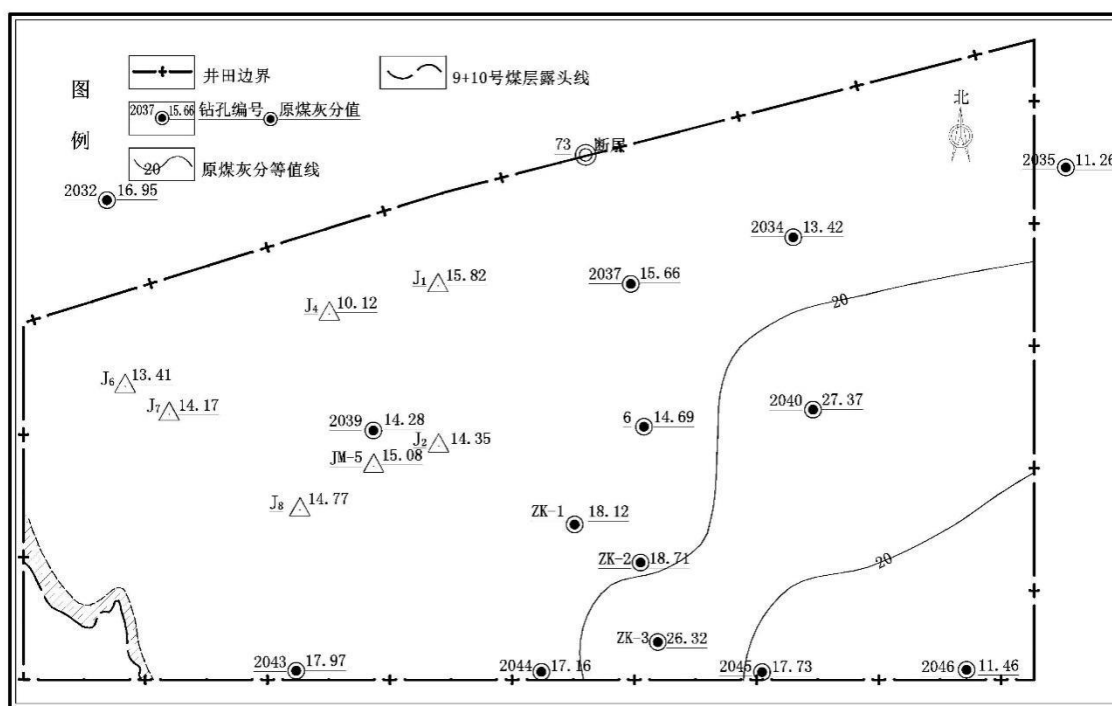 图例
井田边界
9+10号煤层露头线
2037 15.66 钻孔编号 原煤灰分值
20 原煤灰分等值线
北
73 断层
2032 16.95
2035 11.26
2034 13.42
J1 15.82
2037 15.66
J4 10.12
20
J6 13.41
J7 14.17
2040 27.37
2039 14.28
6 14.69
J2 14.35
JM-5 15.08
J8 14.77
ZK-1 18.12
ZK-2 18.71
20
ZK-3 26.32
2043 17.97
2044 17.16
2045 17.73
2046 11.46